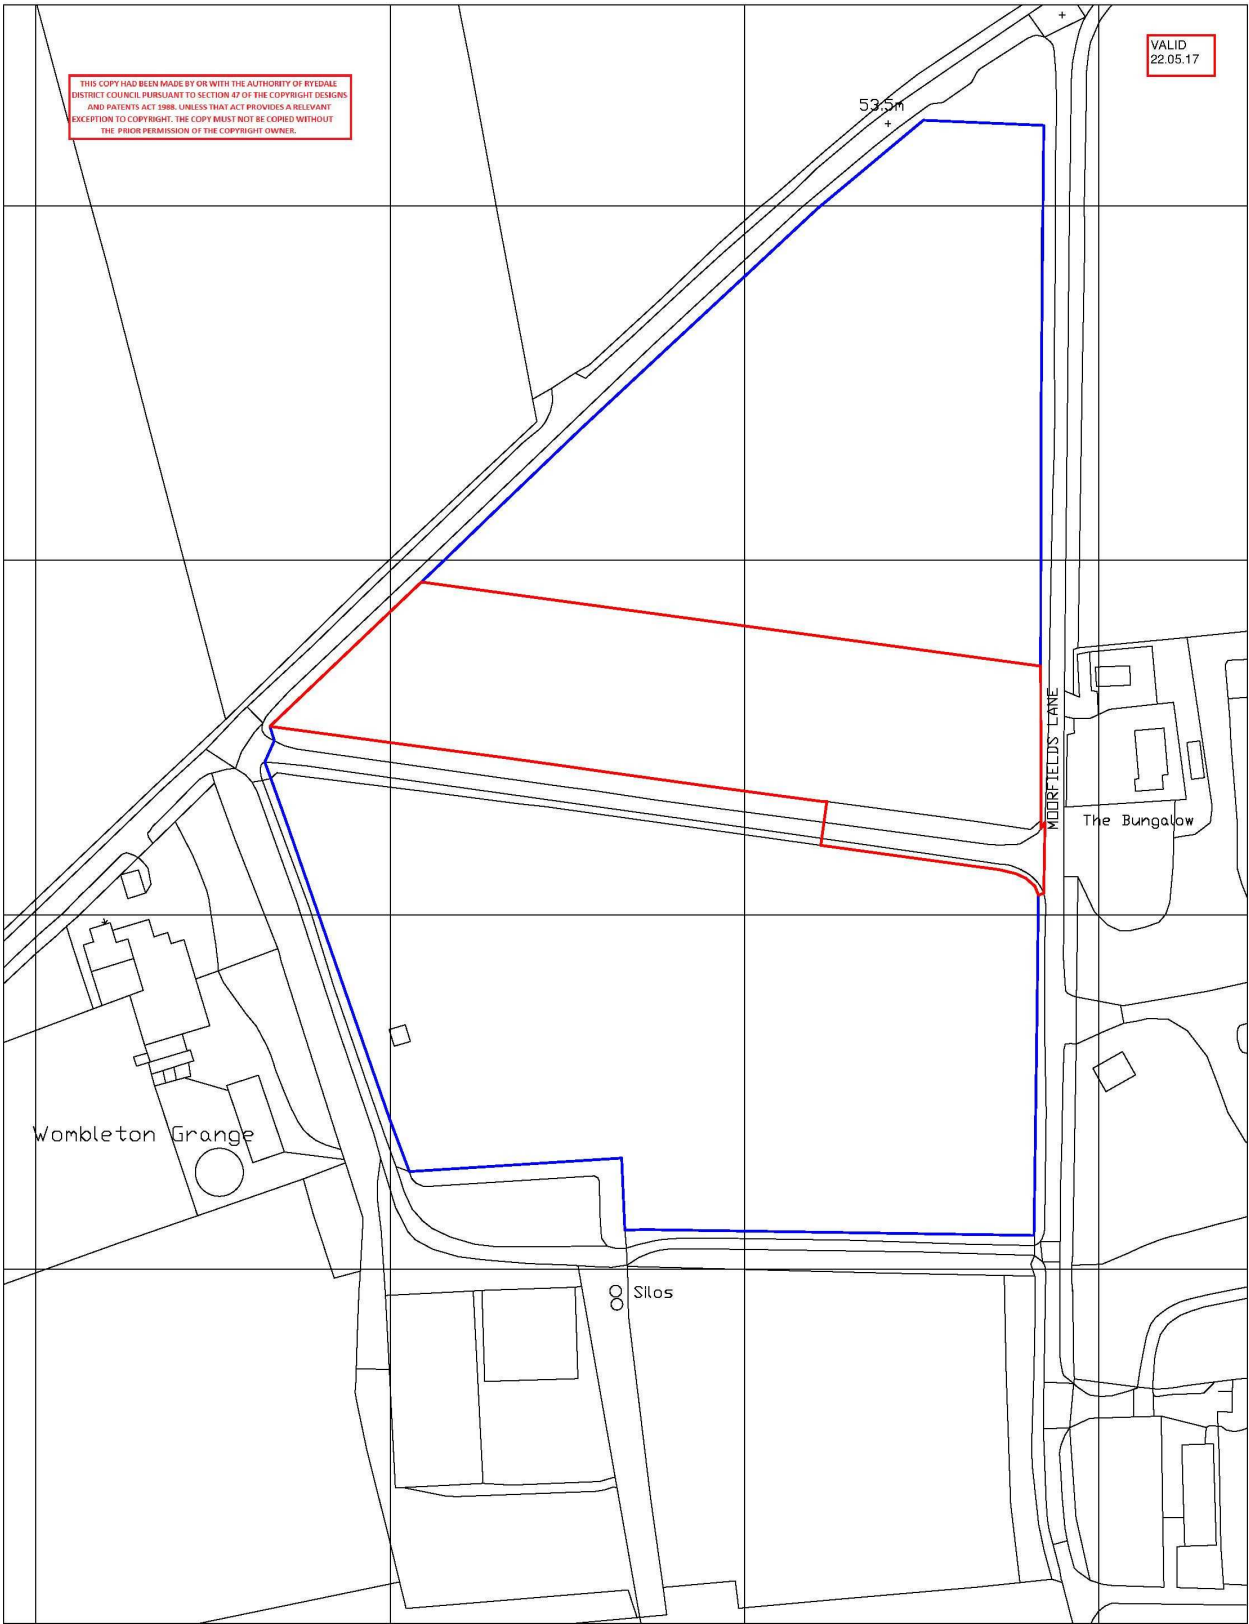 THIS COPY HAD BEEN MADE BY OR WITH THE AUTHORITY OF RYEDALE
DISTRICT COUNCIL PURSUANT TO SECTION 47 OF THE COPYRIGHT DESIGNS
AND PATENTS ACT 1988. UNLESS THAT ACT PROVIDES A RELEVANT
EXCEPTION TO COPYRIGHT. THE COPY MUST NOT BE COPIED WITHOUT
THE PRIOR PERMISSION OF THE COPYRIGHT OWNER.
VALID
22.05.17
53.5m
MOORFIELDS LANE
The Bungalow
Wombleton Grange
Silos